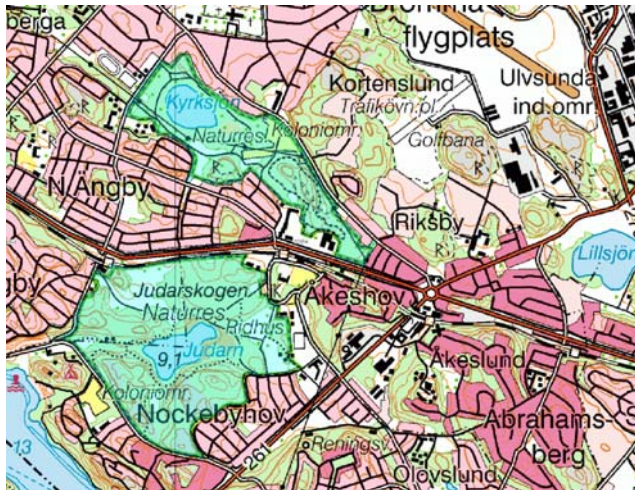 berga
Bromma
flygplats
Kyrksjön
Kortenslund
Trafikövn.pl.
Ulvsunda
ind.omr.
Naturres.
Koloniomr.
Golfbana
N.Ängby
Riksby
Lillsjön
gby
Judarskogen
Naturres.
Ridhus
Åkeshov
9,1
Judarn
Åkeslund
Koloniomr.
Nockebyhov
Abrahams-
berg
261
Reningsv.
Olovslund
13